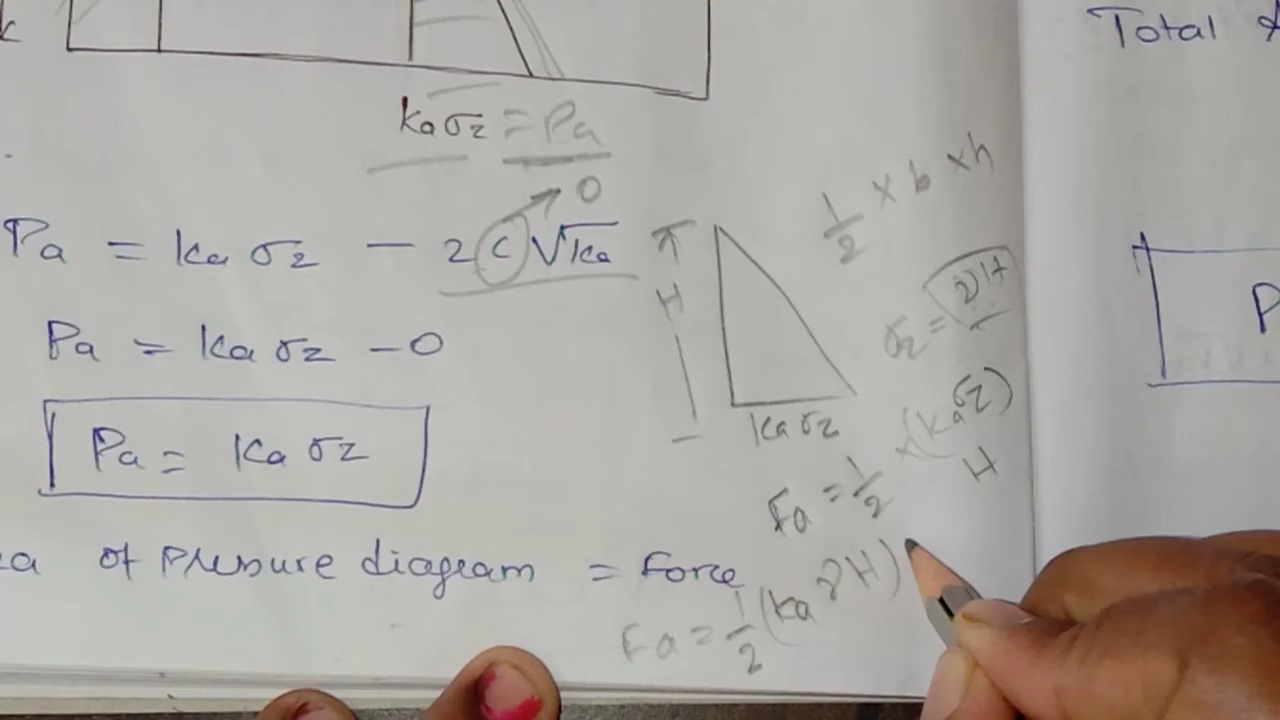 Total
ka σz = Pa
0
1/2 × b × h
Pa = ka σz − 2 c √ka
H
σz = γH
Pa = ka σz − 0
P
ka σz
Pa = ka σz
Fa = 1/2 × (ka σz) H
of Pressure diagram = Force
Fa = 1/2 (ka γH)